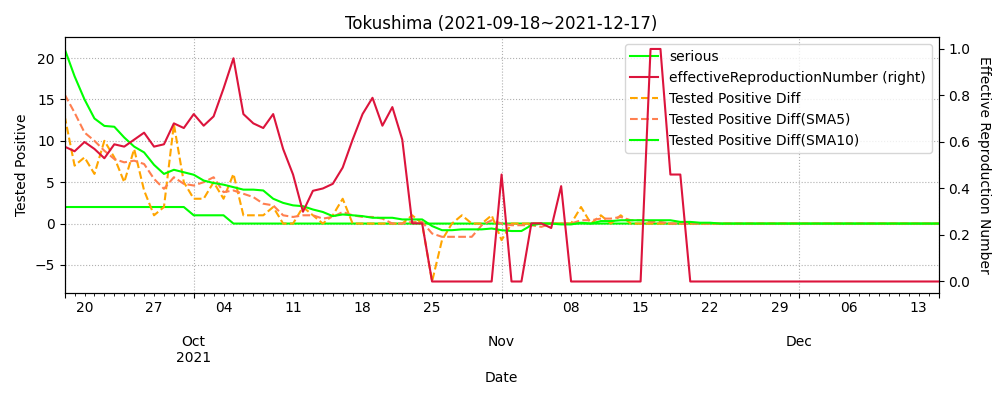 Tokushima (2021-09-18~2021-12-17)
serious
effectiveReproductionNumber (right)
Tested Positive Diff
Tested Positive Diff(SMA5)
Tested Positive Diff(SMA10)
Tested Positive
20
15
10
5
0
−5
Effective Reproduction Number
1.0
0.8
0.6
0.4
0.2
0.0
20 27 04 11 18 25 08 15 22 29 06 13
Oct Nov Dec
2021
Date